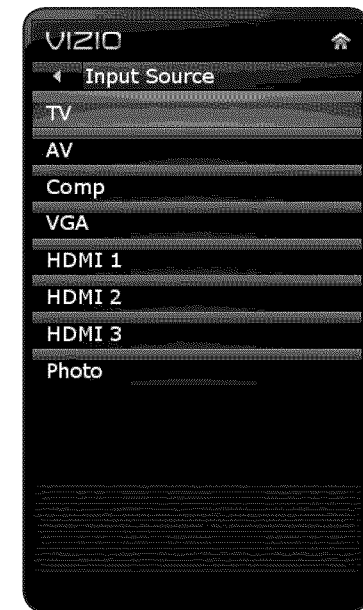 VIZIO
Input Source
TV
AV
Comp
VGA
HDMI 1
HDMI 2
HDMI 3
Photo